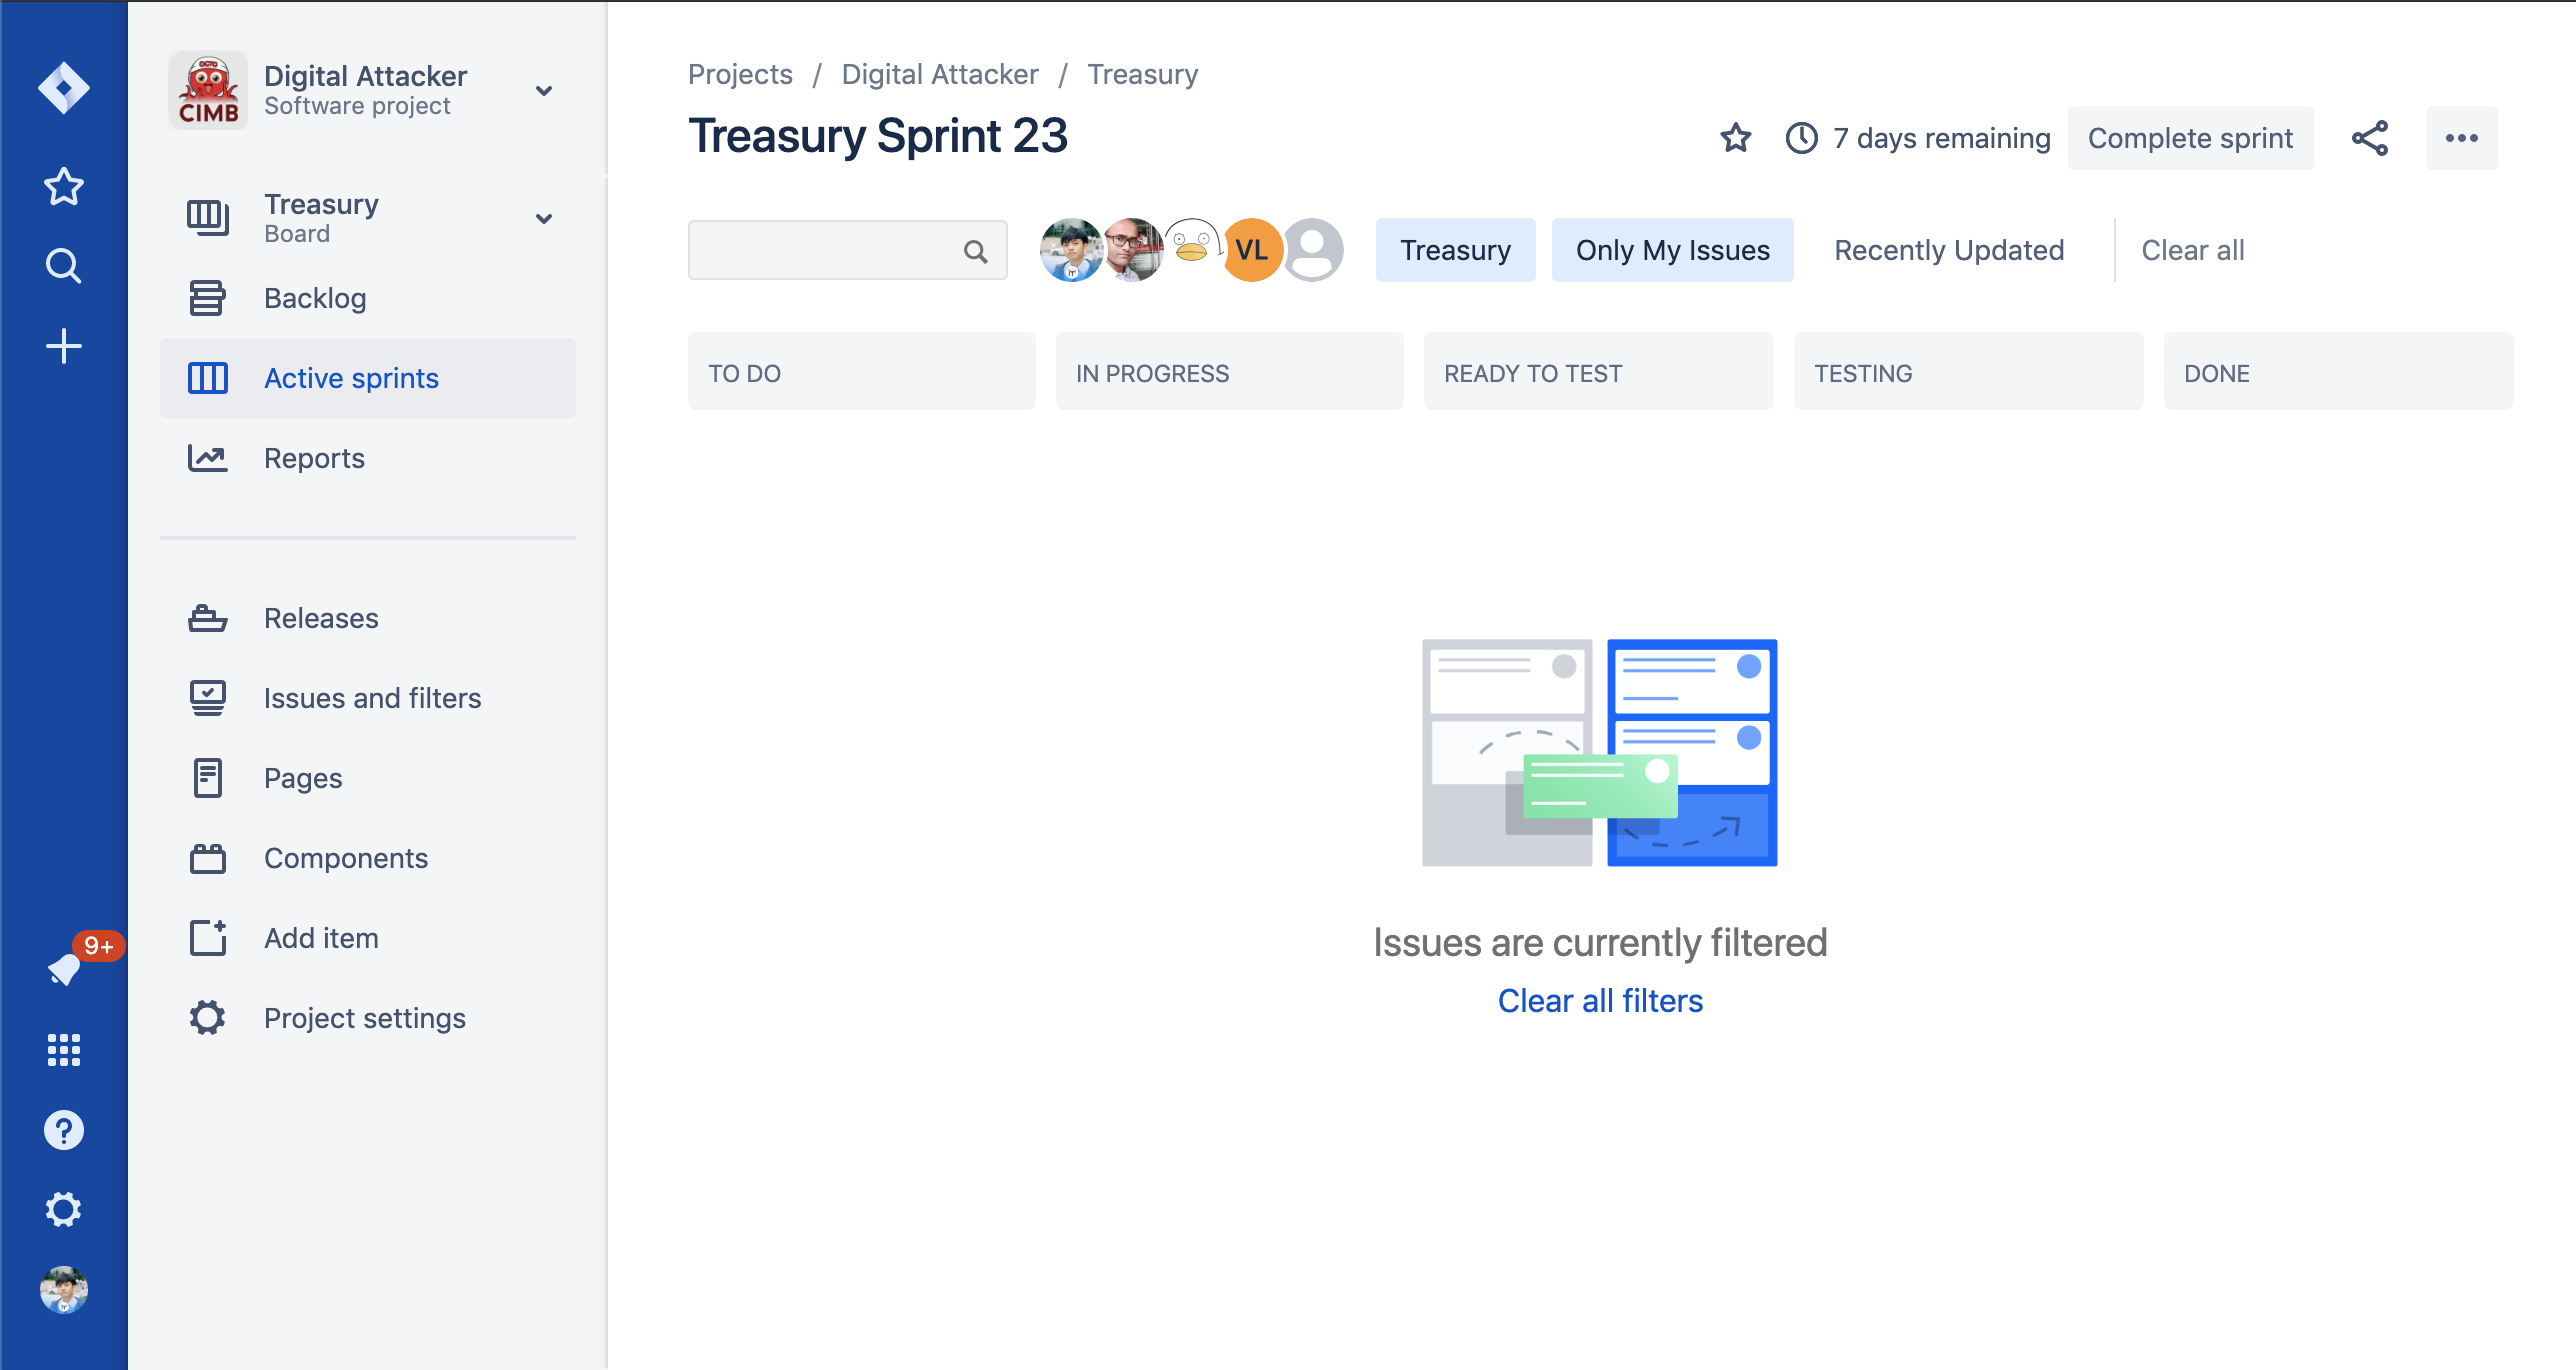 OCTO
CIMB
Digital Attacker
Software project
Treasury
Board
Backlog
Active sprints
Reports
Releases
Issues and filters
Pages
Components
Add item
Project settings
9+
?
Projects / Digital Attacker / Treasury
Treasury Sprint 23
7 days remaining
Complete sprint
VL
Treasury
Only My Issues
Recently Updated
Clear all
TO DO
IN PROGRESS
READY TO TEST
TESTING
DONE
Issues are currently filtered
Clear all filters